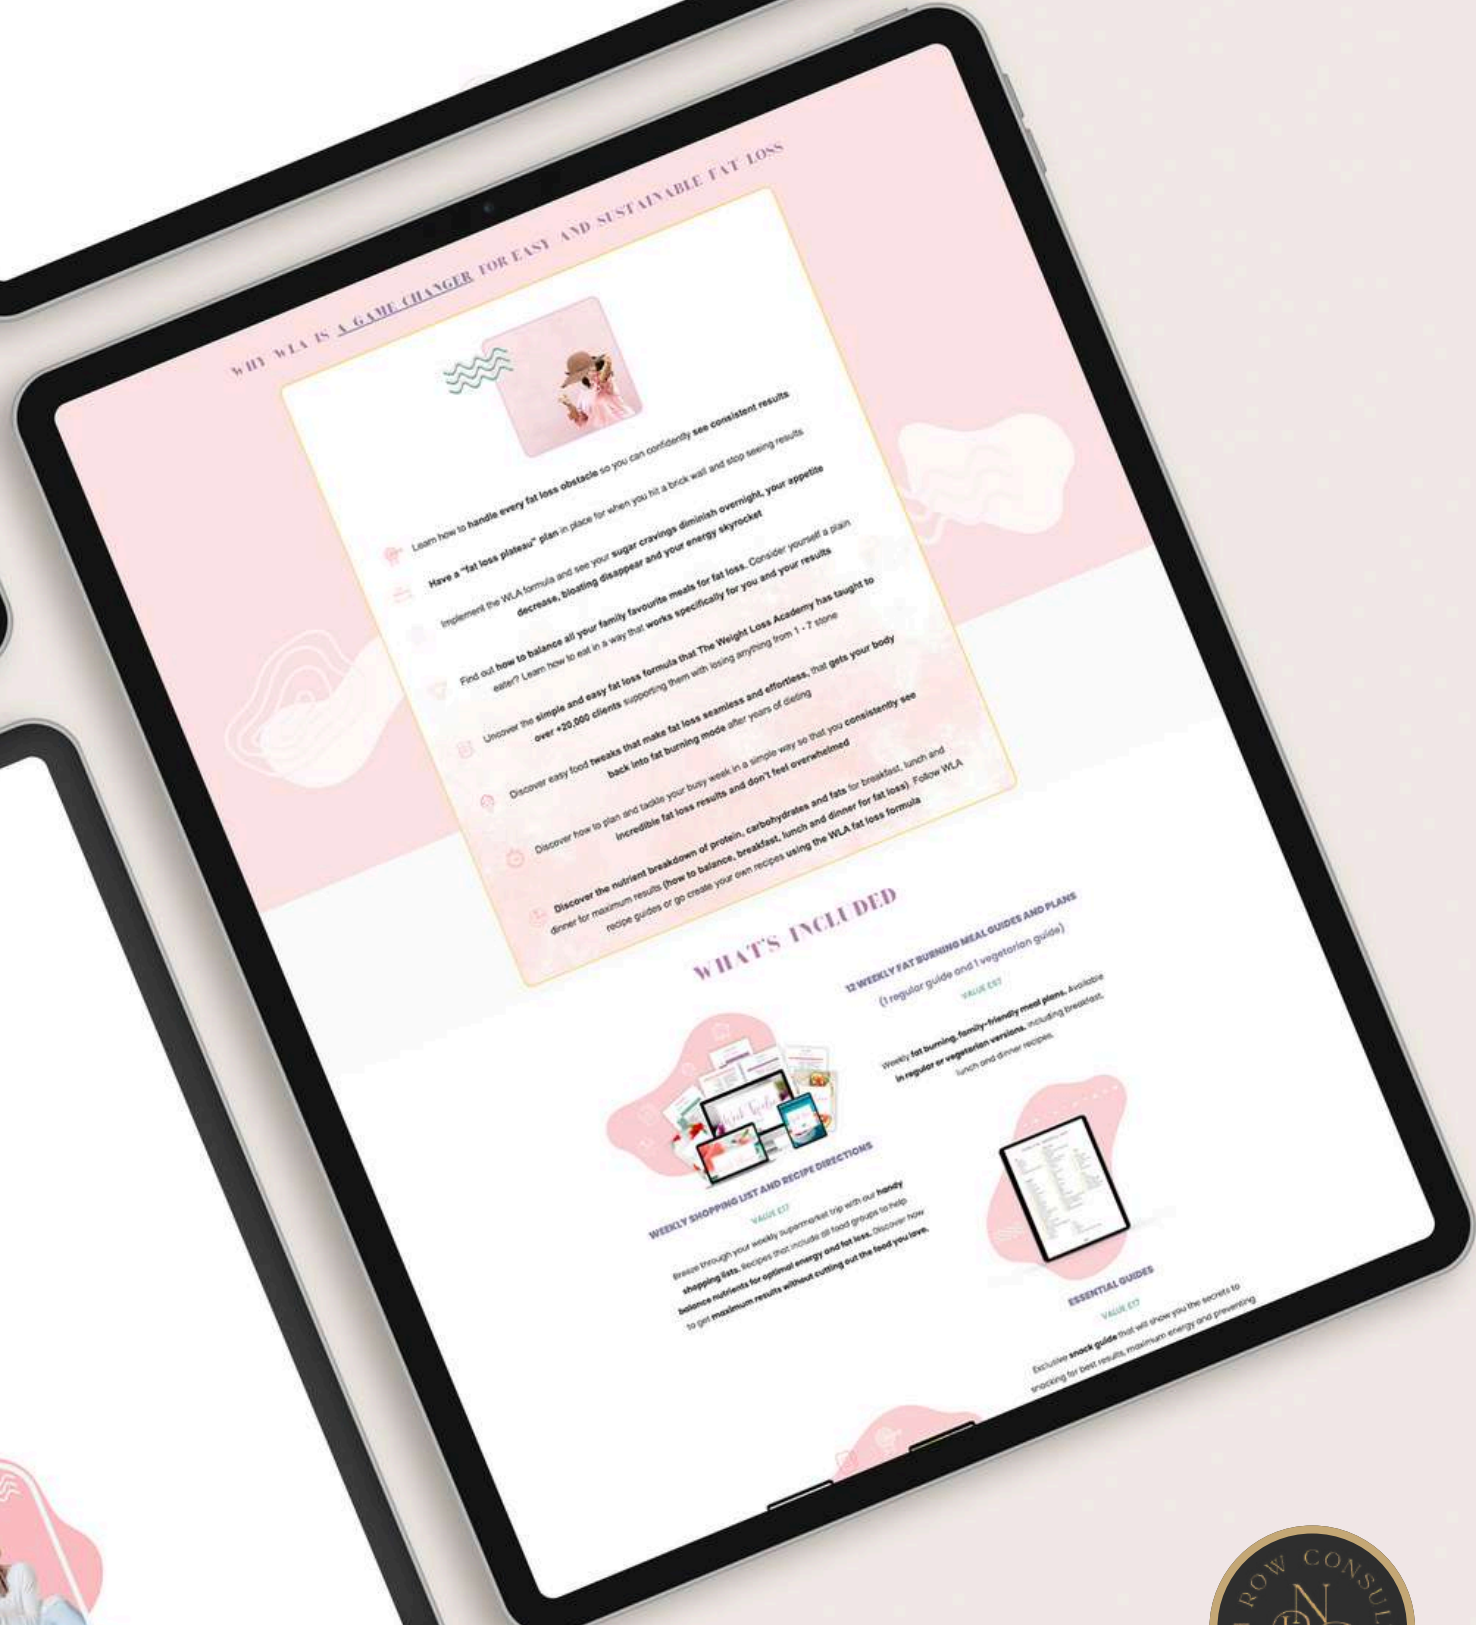 WHY WLA IS A GAME CHANGER FOR EASY AND SUSTAINABLE FAT LOSS
Learn how to handle every fat loss obstacle so you can confidently see consistent results
Have a "fat loss plateau" plan in place for when you hit a brick wall and stop seeing results
Implement the WLA formula and see your sugar cravings diminish overnight, your appetite
decrease, bloating disappear and your energy skyrocket
Find out how to balance all your family favourite meals for fat loss. Consider yourself a plain
eater? Learn how to eat in a way that works specifically for you and your results
Uncover the simple and easy fat loss formula that The Weight Loss Academy has taught to
over +20,000 clients supporting them with losing anything from 1 - 7 stone
Discover easy food tweaks that make fat loss seamless and effortless, that gets your body
back into fat burning mode after years of dieting
Discover how to plan and tackle your busy week in a simple way so that you consistently see
incredible fat loss results and don't feel overwhelmed
Discover the nutrient breakdown of protein, carbohydrates and fats for breakfast, lunch and
dinner for maximum results (how to balance, breakfast, lunch and dinner for fat loss). Follow WLA
recipe guides or go create your own recipes using the WLA fat loss formula
WHAT'S INCLUDED
12 WEEKLY FAT BURNING MEAL GUIDES AND PLANS
(1 regular guide and 1 vegetarian guide)
VALUE £97
Weekly fat burning, family-friendly meal plans. Available
in regular or vegetarian versions, including breakfast,
lunch and dinner recipes.
WEEKLY SHOPPING LIST AND RECIPE DIRECTIONS
VALUE £17
Breeze through your weekly supermarket trip with our handy
shopping lists. Recipes that include all food groups to help
balance nutrients for optimal energy and fat loss. Discover how
to get maximum results without cutting out the food you love.
ESSENTIAL GUIDES
VALUE £17
Exclusive snack guide that will show you the secrets to
snacking for best results, maximum energy and preventing
ROW CONSUL
N